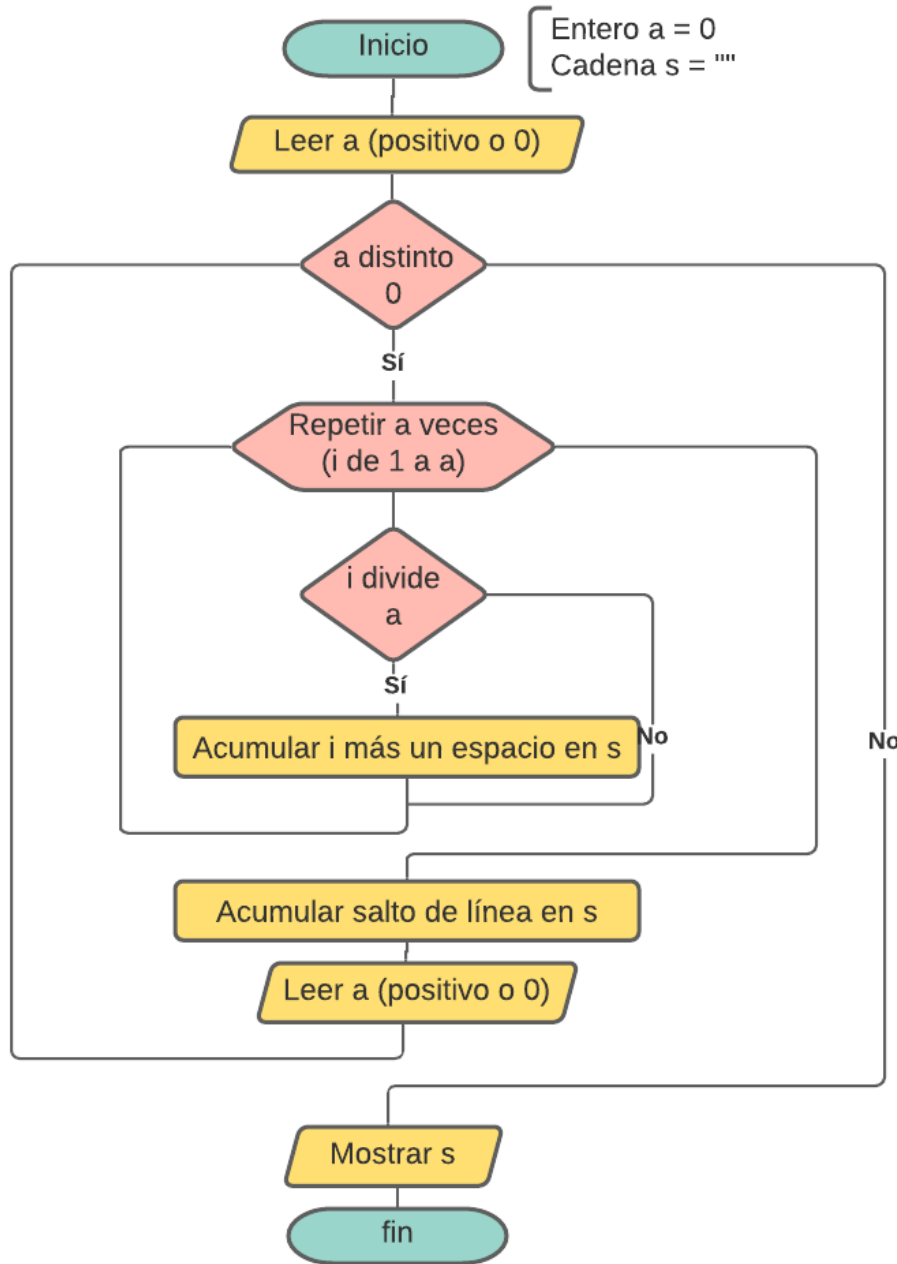 Inicio
Entero a = 0
Cadena s = ""
Leer a (positivo o 0)
a distinto
0
Sí
Repetir a veces
(i de 1 a a)
i divide
a
Sí
No
No
Acumular i más un espacio en s
Acumular salto de línea en s
Leer a (positivo o 0)
Mostrar s
fin